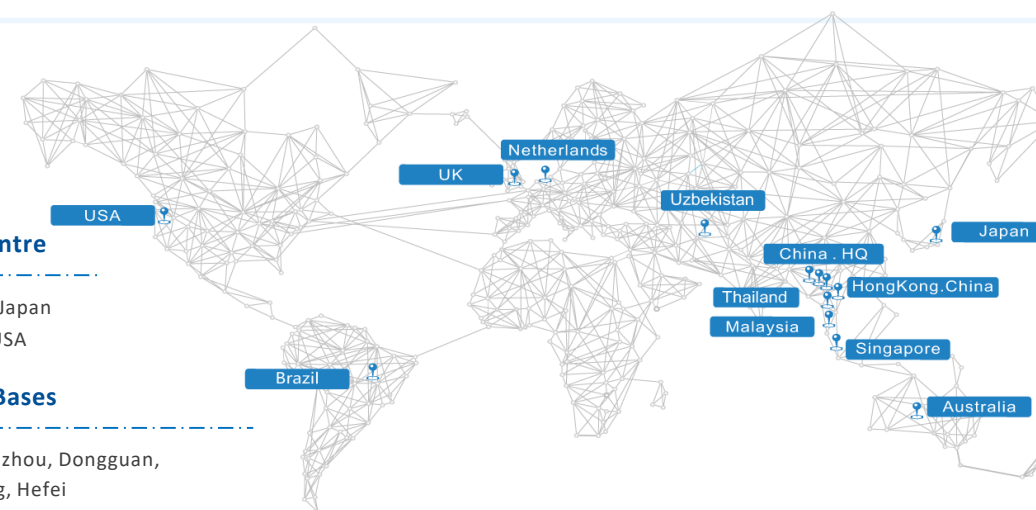 Netherlands
UK
Uzbekistan
USA
Japan
ntre
China . HQ
HongKong.China
Thailand
Malaysia
Japan
USA
Singapore
Brazil
Bases
Australia
zhou, Dongguan,
g, Hefei